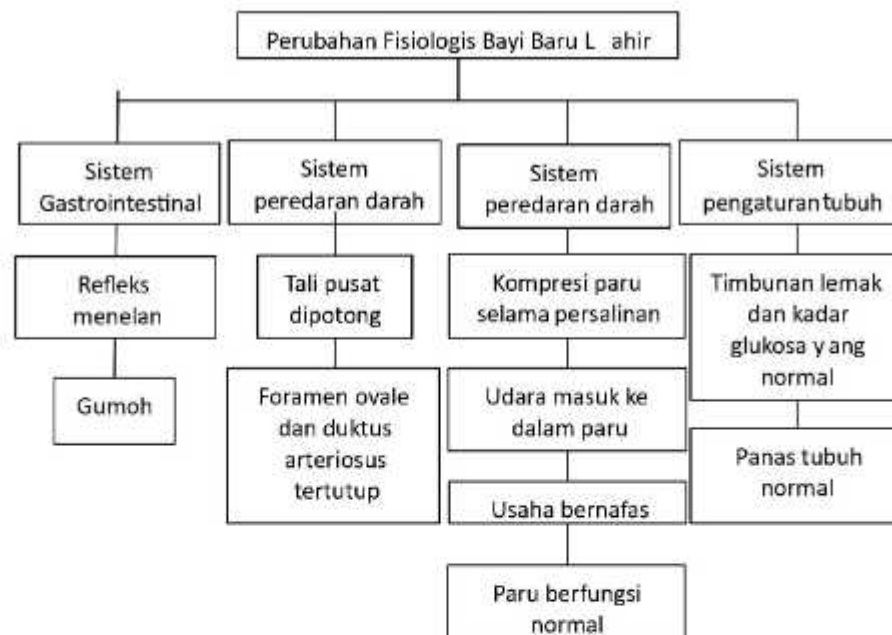 Perubahan Fisiologis Bayi Baru L ahir
Sistem
Gastrointestinal
Refleks
menelan
Gumoh
Sistem
peredaran darah
Tali pusat
dipotong
Foramen ovale
dan duktus
arteriosus
tertutup
Sistem
peredaran darah
Kompresi paru
selama persalinan
Udara masuk ke
dalam paru
Usaha bernafas
Paru berfungsi
normal
Sistem
pengaturan tubuh
Timbunan lemak
dan kadar
glukosa y ang
normal
Panas tubuh
normal